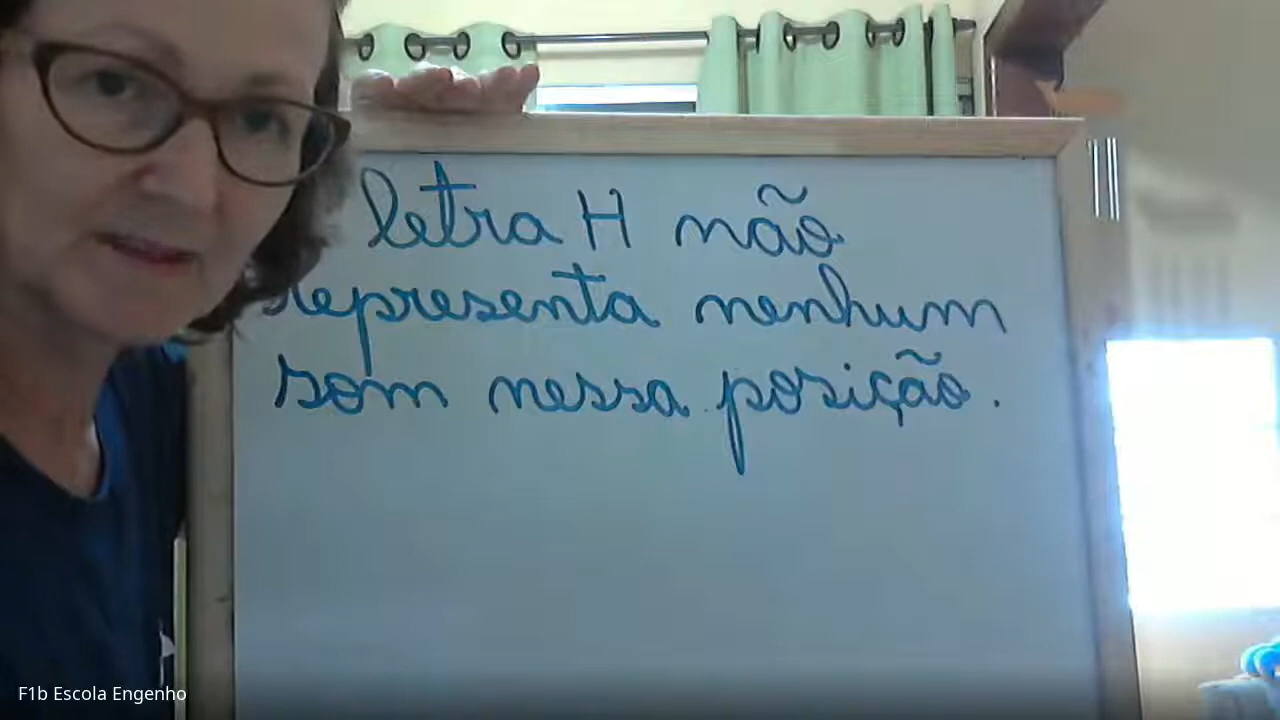 letra H não
representa nenhum
som nessa posição.
F1b Escola Engenho